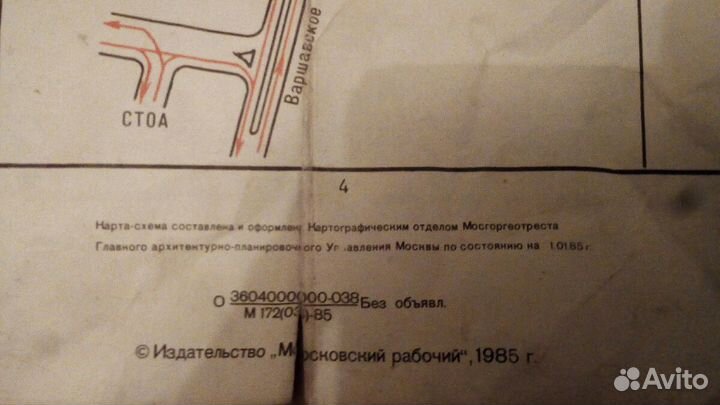 Варшавское
СТОА
4
Карта-схема составлена и оформлена Картографическим отделом Мосгоргеотреста
Главного архитектурно-планировочного Управления Москвы по состоянию на 1.01.85 г.
О 3604000000-038 Без объявл.
М 172(03)-85
© Издательство „Московский рабочий", 1985 г.
Avito